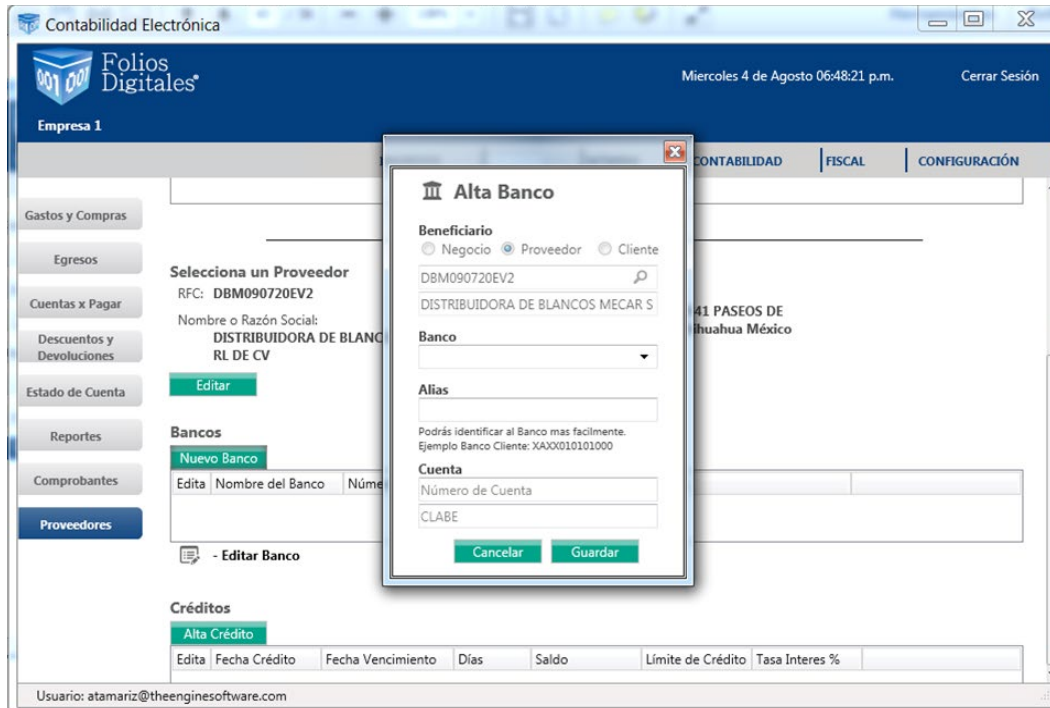 Contabilidad Electrónica
001 001 Folios Digitales®
Miercoles 4 de Agosto 06:48:21 p.m.
Cerrar Sesión
Empresa 1
CONTABILIDAD
FISCAL
CONFIGURACIÓN
Gastos y Compras
Egresos
Cuentas x Pagar
Descuentos y
Devoluciones
Estado de Cuenta
Reportes
Comprobantes
Proveedores
Selecciona un Proveedor
RFC: DBM090720EV2
Nombre o Razón Social:
DISTRIBUIDORA DE BLANC
RL DE CV
41 PASEOS DE
ihuahua México
Editar
Bancos
Nuevo Banco
Edita Nombre del Banco Núme
- Editar Banco
Créditos
Alta Crédito
Edita Fecha Crédito Fecha Vencimiento Días Saldo Límite de Crédito Tasa Interes %
Alta Banco
Beneficiario
Negocio Proveedor Cliente
DBM090720EV2
DISTRIBUIDORA DE BLANCOS MECAR S
Banco
Alias
Podrás identificar al Banco mas facilmente.
Ejemplo Banco Cliente: XAXX010101000
Cuenta
Número de Cuenta
CLABE
Cancelar Guardar
Usuario: atamariz@theenginesoftware.com